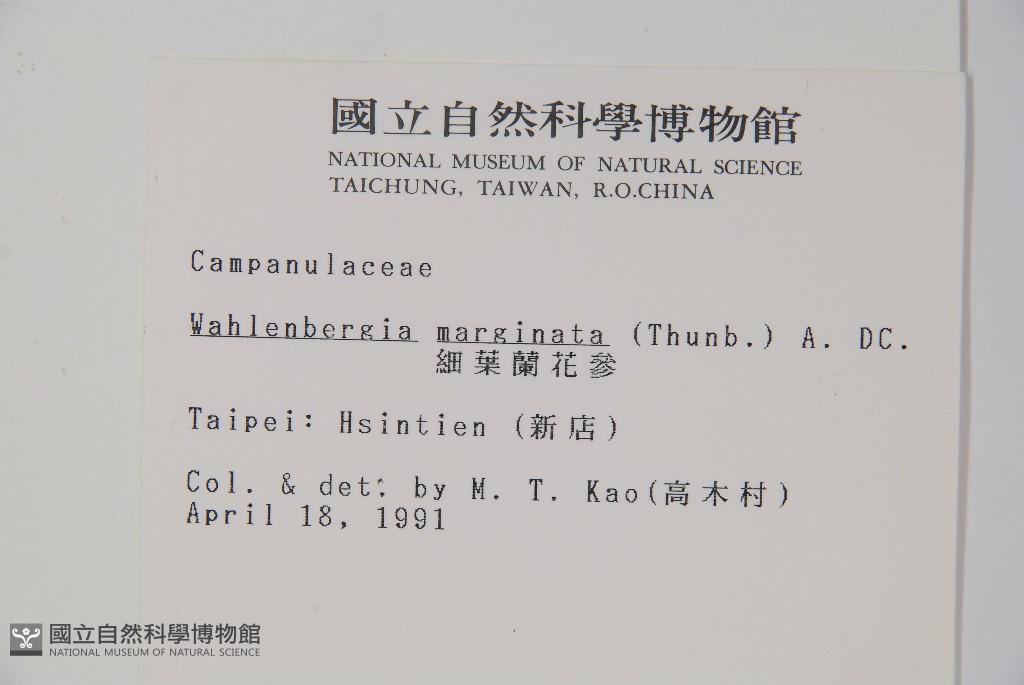 國立自然科學博物館
NATIONAL MUSEUM OF NATURAL SCIENCE
TAICHUNG, TAIWAN, R.O.CHINA
Campanulaceae
Wahlenbergia marginata (Thunb.) A. DC.
細葉蘭花參
Taipei: Hsintien (新店)
Col. & det: by M. T. Kao(高木村)
April 18, 1991
國立自然科學博物館
NATIONAL MUSEUM OF NATURAL SCIENCE